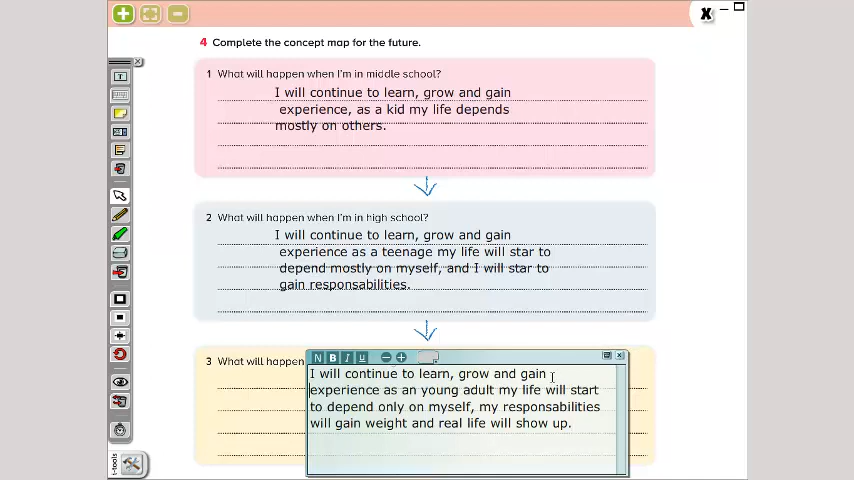 4 Complete the concept map for the future.
1 What will happen when I'm in middle school?
I will continue to learn, grow and gain
experience, as a kid my life depends
mostly on others.
2 What will happen when I'm in high school?
I will continue to learn, grow and gain
experience as a teenage my life will star to
depend mostly on myself, and I will star to
gain responsabilities.
3 What will happen
N B I U
I will continue to learn, grow and gain
experience as an young adult my life will start
to depend only on myself, my responsabilities
will gain weight and real life will show up.
t-tools